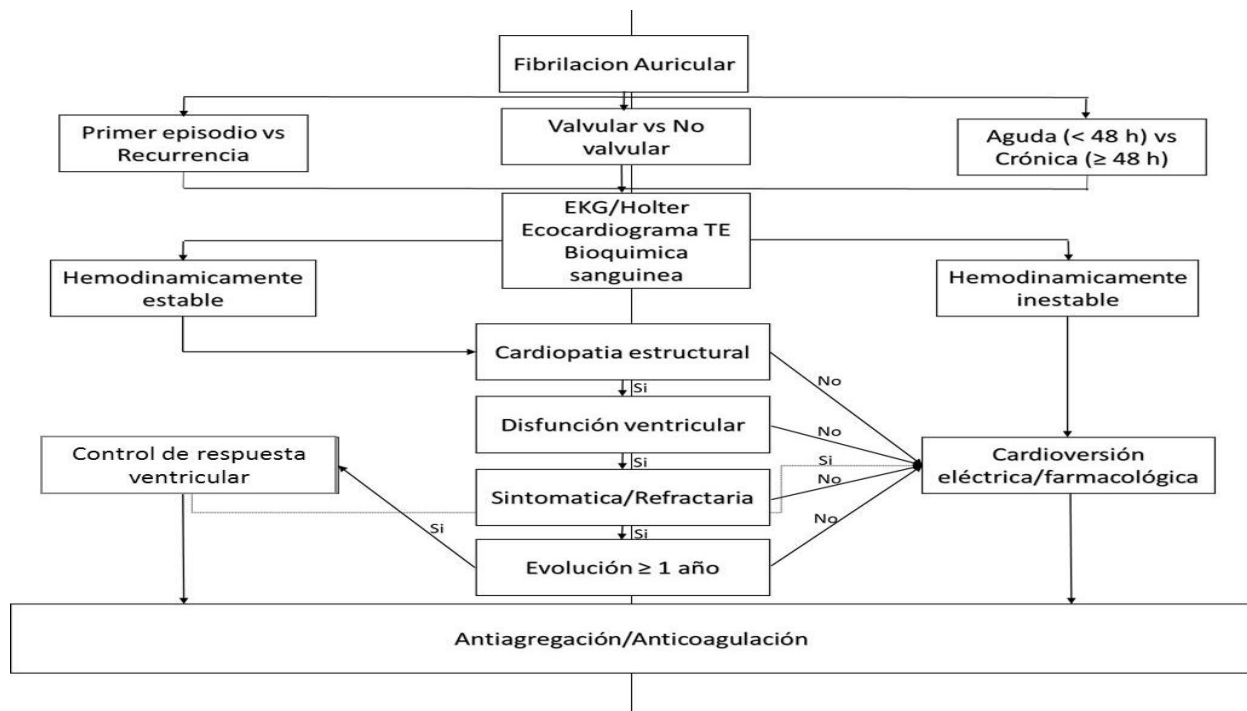 Fibrilacion Auricular
Primer episodio vs
Recurrencia
Valvular vs No
valvular
Aguda (< 48 h) vs
Crónica (≥ 48 h)
EKG/Holter
Ecocardiograma TE
Bioquimica
sanguinea
Hemodinamicamente
estable
Hemodinamicamente
inestable
Cardiopatia estructural
No
Si
Disfunción ventricular
No
Si
Control de respuesta
ventricular
Si
Cardioversión
eléctrica/farmacológica
Sintomatica/Refractaria
No
Si
No
Si
Evolución ≥ 1 año
Antiagregación/Anticoagulación